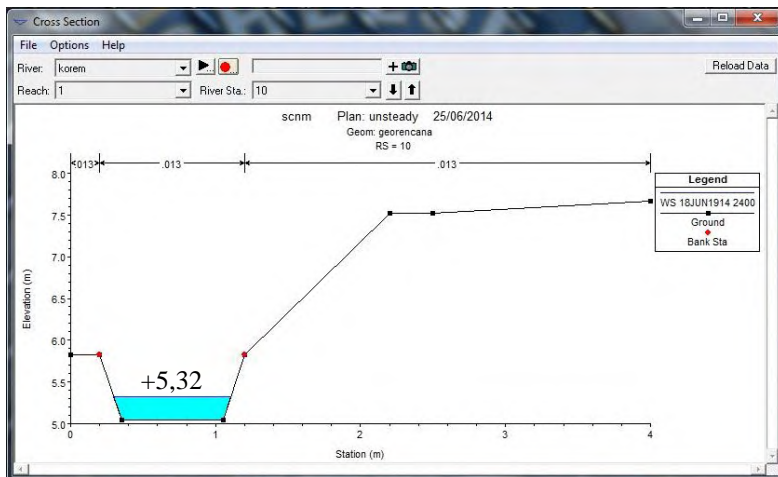 Cross Section
File Options Help
River: korem
Reload Data
Reach: 1 River Sta.: 10
scnm Plan: unsteady 25/06/2014
Geom: georencana
RS = 10
.013 .013 .013
Legend
WS 18JUN1914 2400
Ground
Bank Sta
8.0
7.5
7.0
6.5
6.0
5.5
5.0
Elevation (m)
+5,32
0 1 2 3 4
Station (m)